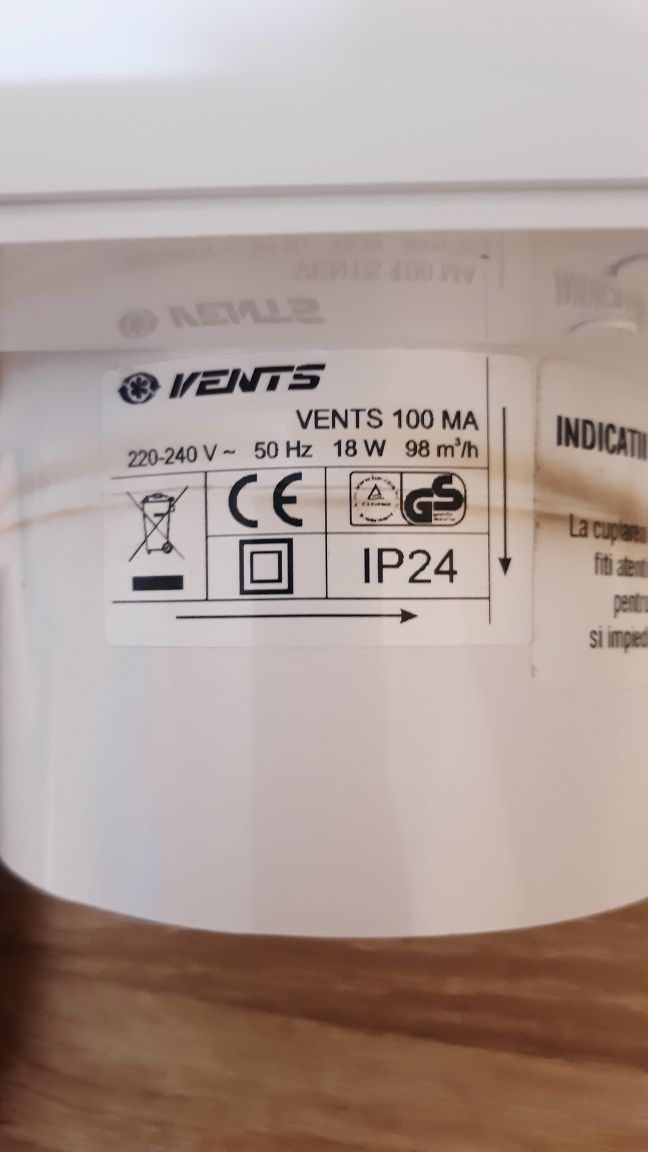 VENTS
VENTS 100 MA
220-240 V ~ 50 Hz 18 W 98 m³/h
CE
GS
IP24
INDICATII
La cuplarea
fiti atent
pentru
si impied